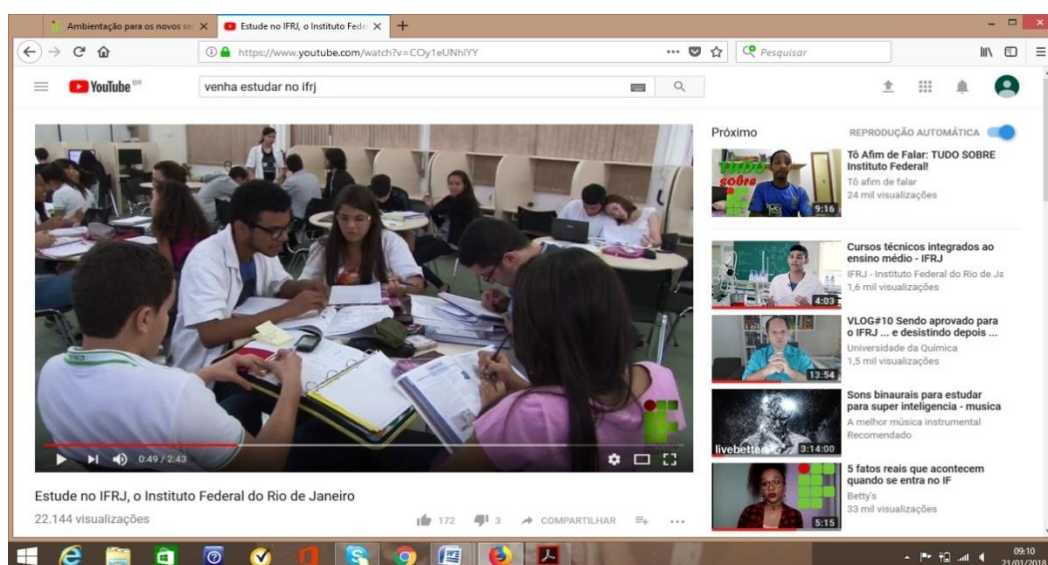 Ambientação para os novos ser
Estude no IFRJ, o Instituto Feder
https://www.youtube.com/watch?v=COy1eUNhlYY
Pesquisar
YouTube BR
venha estudar no ifrj
0:49 / 2:43
Estude no IFRJ, o Instituto Federal do Rio de Janeiro
22.144 visualizações
172
3
COMPARTILHAR
Próximo
REPRODUÇÃO AUTOMÁTICA
TUDO
sobre
9:16
Tô Afim de Falar: TUDO SOBRE
Instituto Federal!
Tô afim de falar
24 mil visualizações
4:03
Cursos técnicos integrados ao
ensino médio - IFRJ
IFRJ - Instituto Federal do Rio de Ja
1,6 mil visualizações
13:54
VLOG#10 Sendo aprovado para
o IFRJ ... e desistindo depois ...
Universidade da Química
1,5 mil visualizações
livebetter
3:14:00
Sons binaurais para estudar
para super inteligencia - musica
A melhor música instrumental
Recomendado
5:15
5 fatos reais que acontecem
quando se entra no IF
Betty's
33 mil visualizações
09:10
21/01/2018